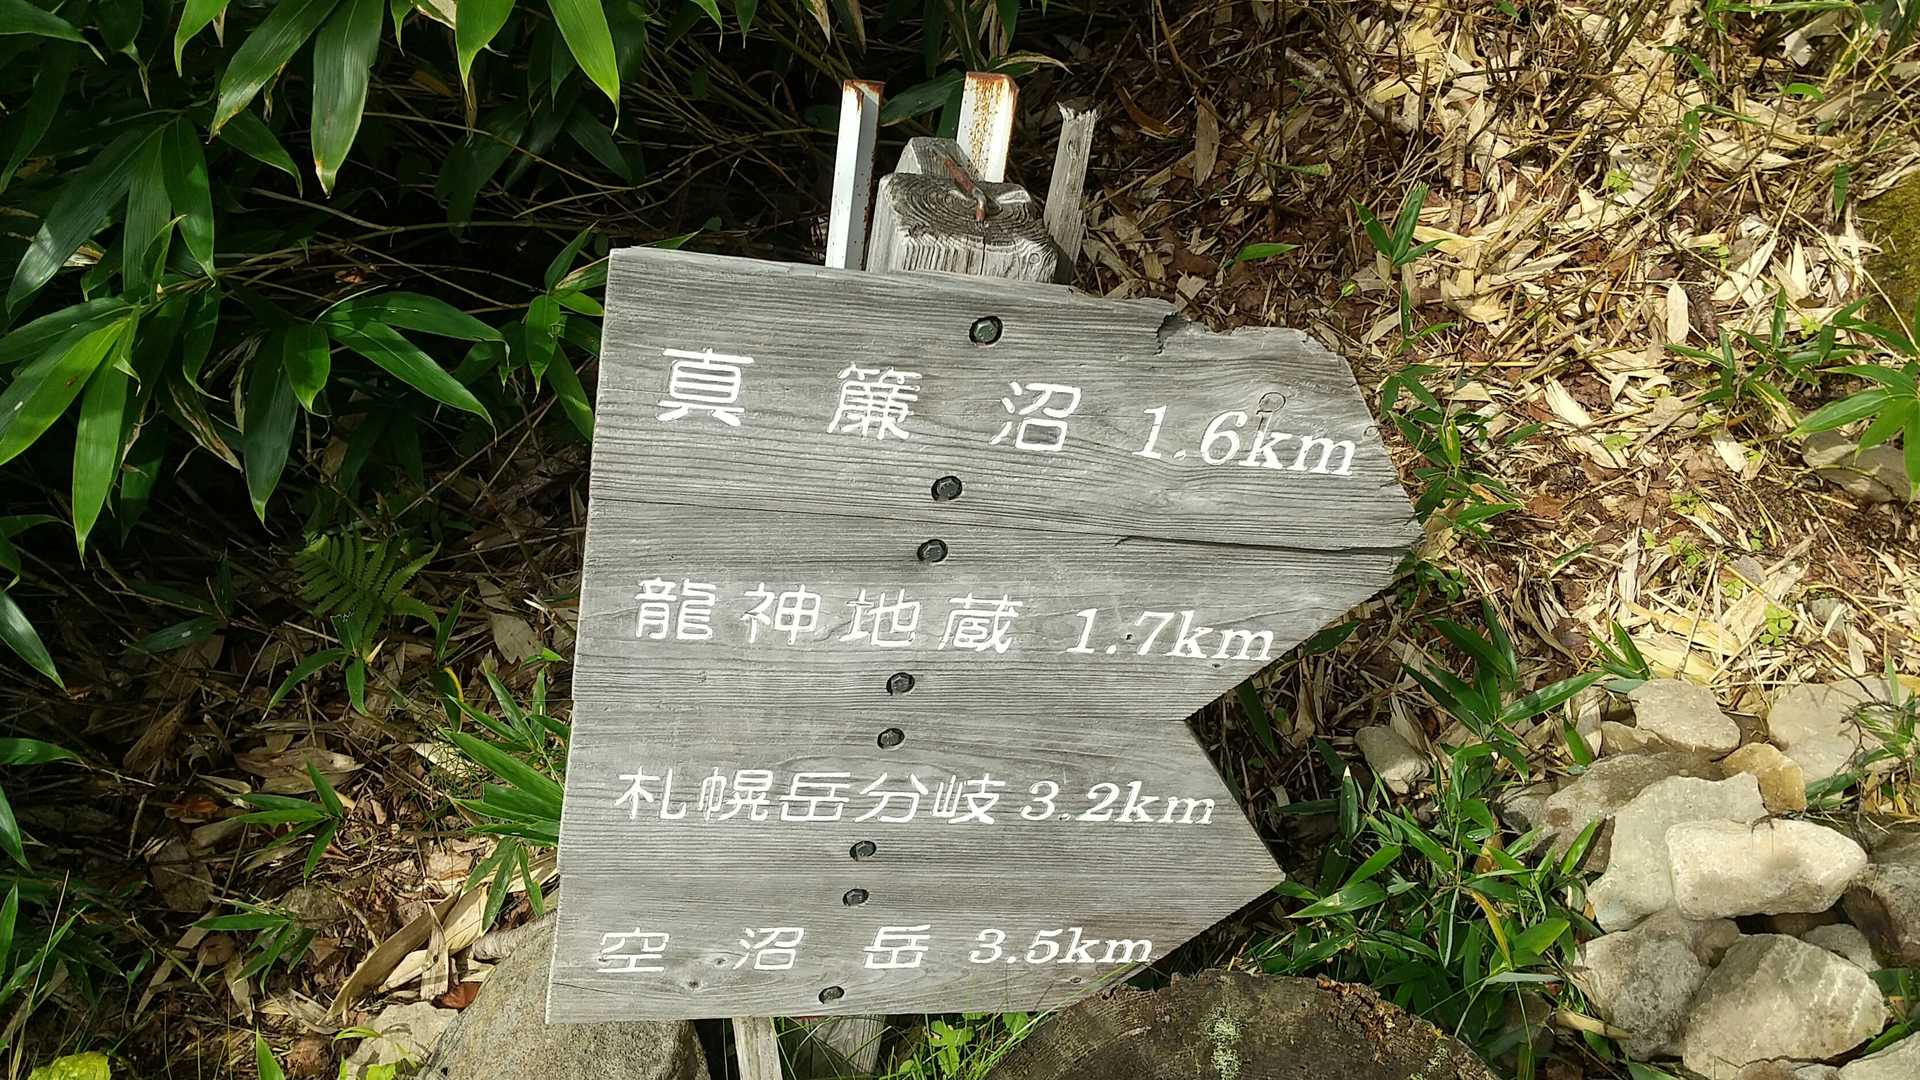 真簾沼 1.6km
龍神地蔵 1.7km
札幌岳分岐 3.2km
空沼岳 3.5km